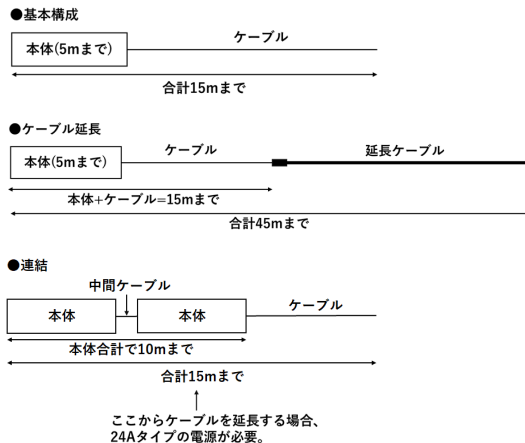 ●基本構成
本体(5mまで)
ケーブル
合計15mまで
●ケーブル延長
本体(5mまで)
ケーブル
延長ケーブル
本体+ケーブル=15mまで
合計45mまで
●連結
中間ケーブル
本体
本体
ケーブル
本体合計で10mまで
合計15mまで
ここからケーブルを延長する場合、
24Aタイプの電源が必要。